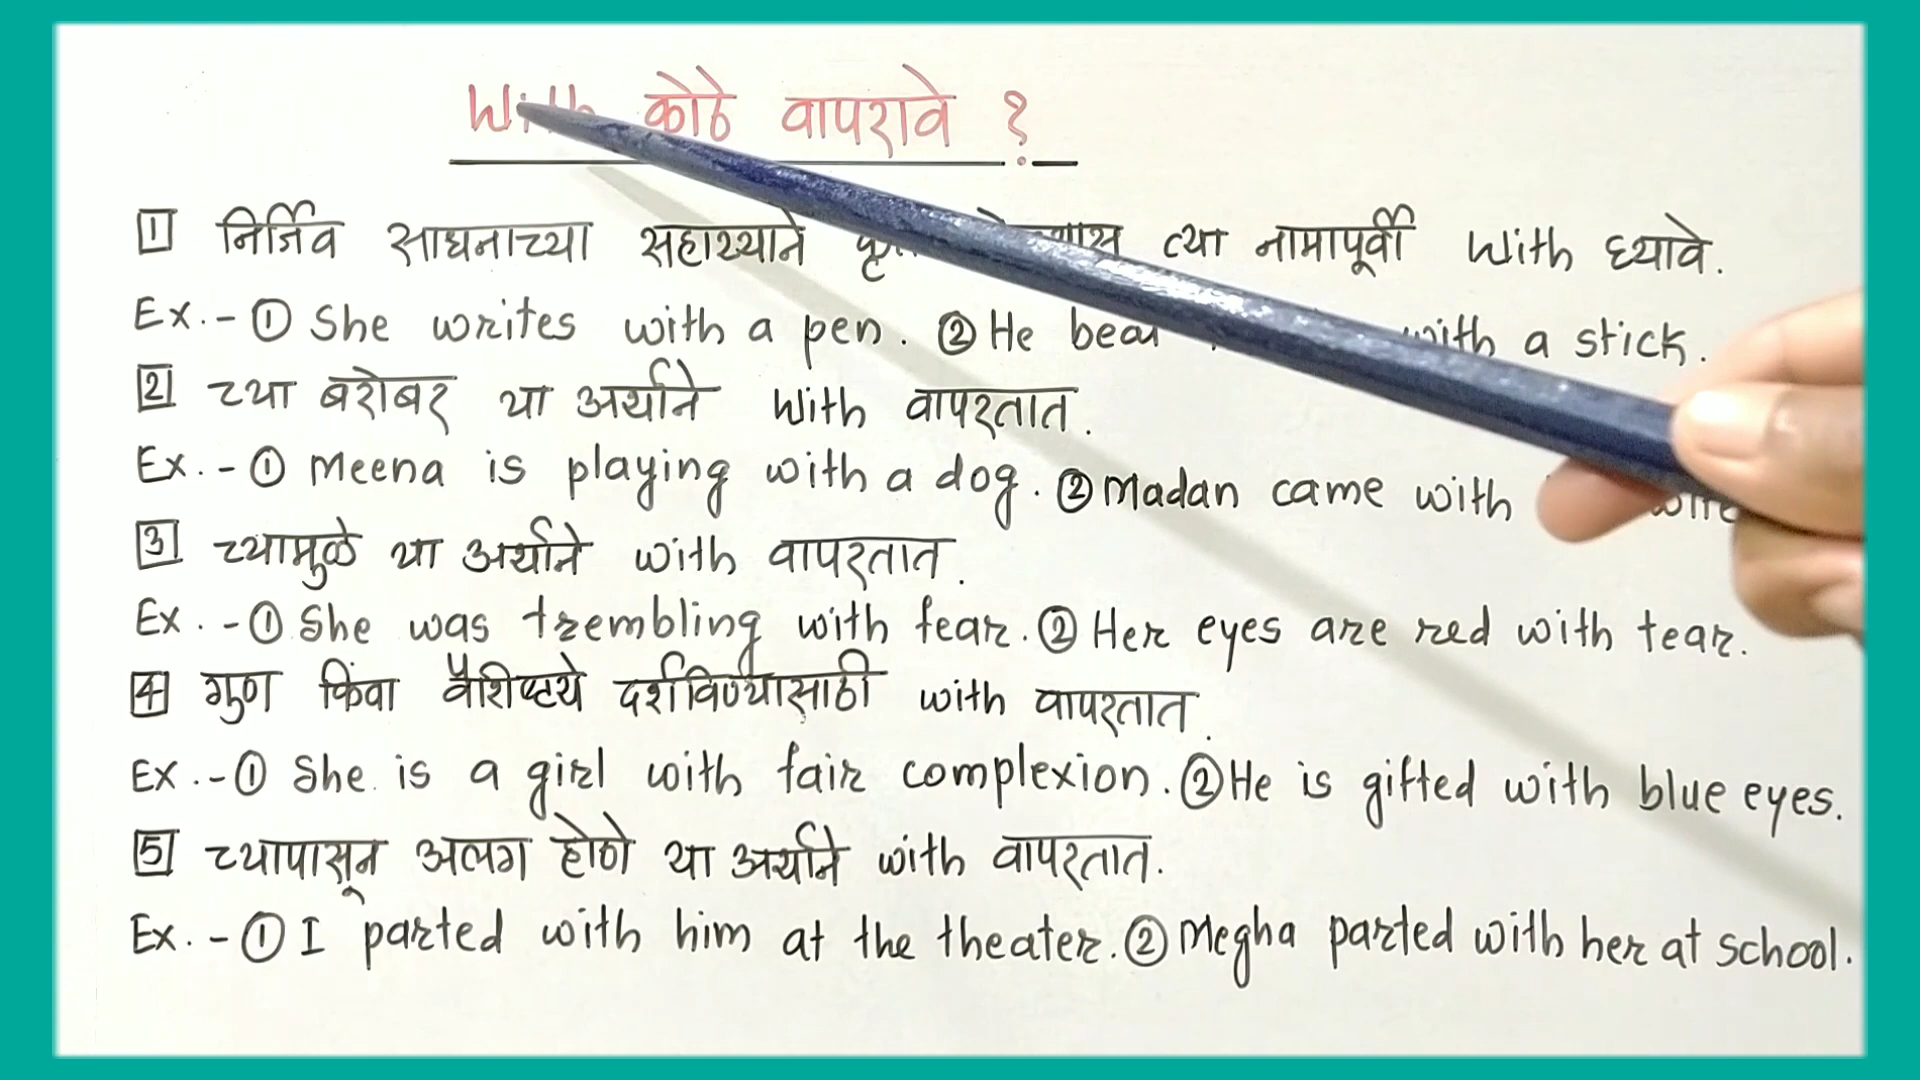 With कोठे वापरावे ?
1 निर्जिव साधनाच्या सहाय्याने त्या नामापूर्वी with घ्यावे.
Ex.- ① She writes with a pen. ② He with a stick.
2 च्या बरोबर या अर्थाने with वापरतात.
Ex.- ① Meena is playing with a dog. ② Madan came with
3 च्यामुळे या अर्थाने with वापरतात.
Ex.- ① She was trembling with fear. ② Her eyes are red with tear.
4 गुण किंवा वैशिष्ट्ये दर्शविण्यासाठी with वापरतात.
Ex.- ① She is a girl with fair complexion. ② He is gifted with blue eyes.
5 च्यापासून अलग होणे या अर्थाने with वापरतात.
Ex.- ① I parted with him at the theater. ② Megha parted with her at school.